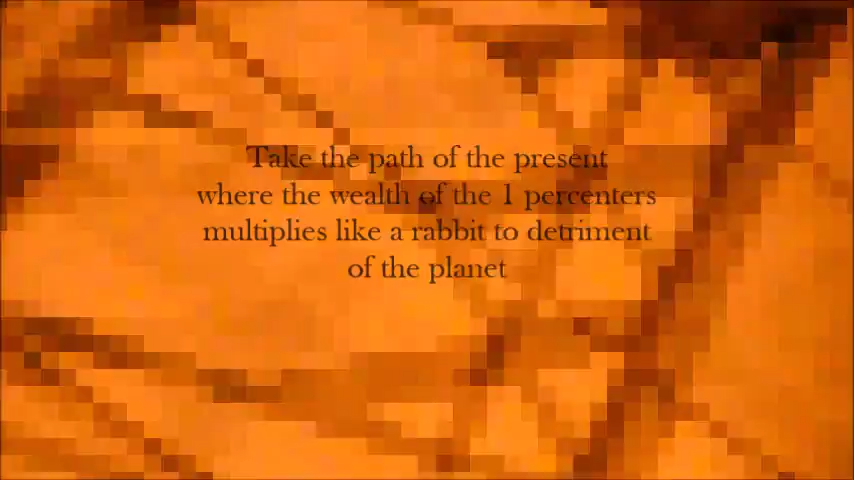 Take the path of the present
where the wealth of the 1 percenters
multiplies like a rabbit to detriment
of the planet